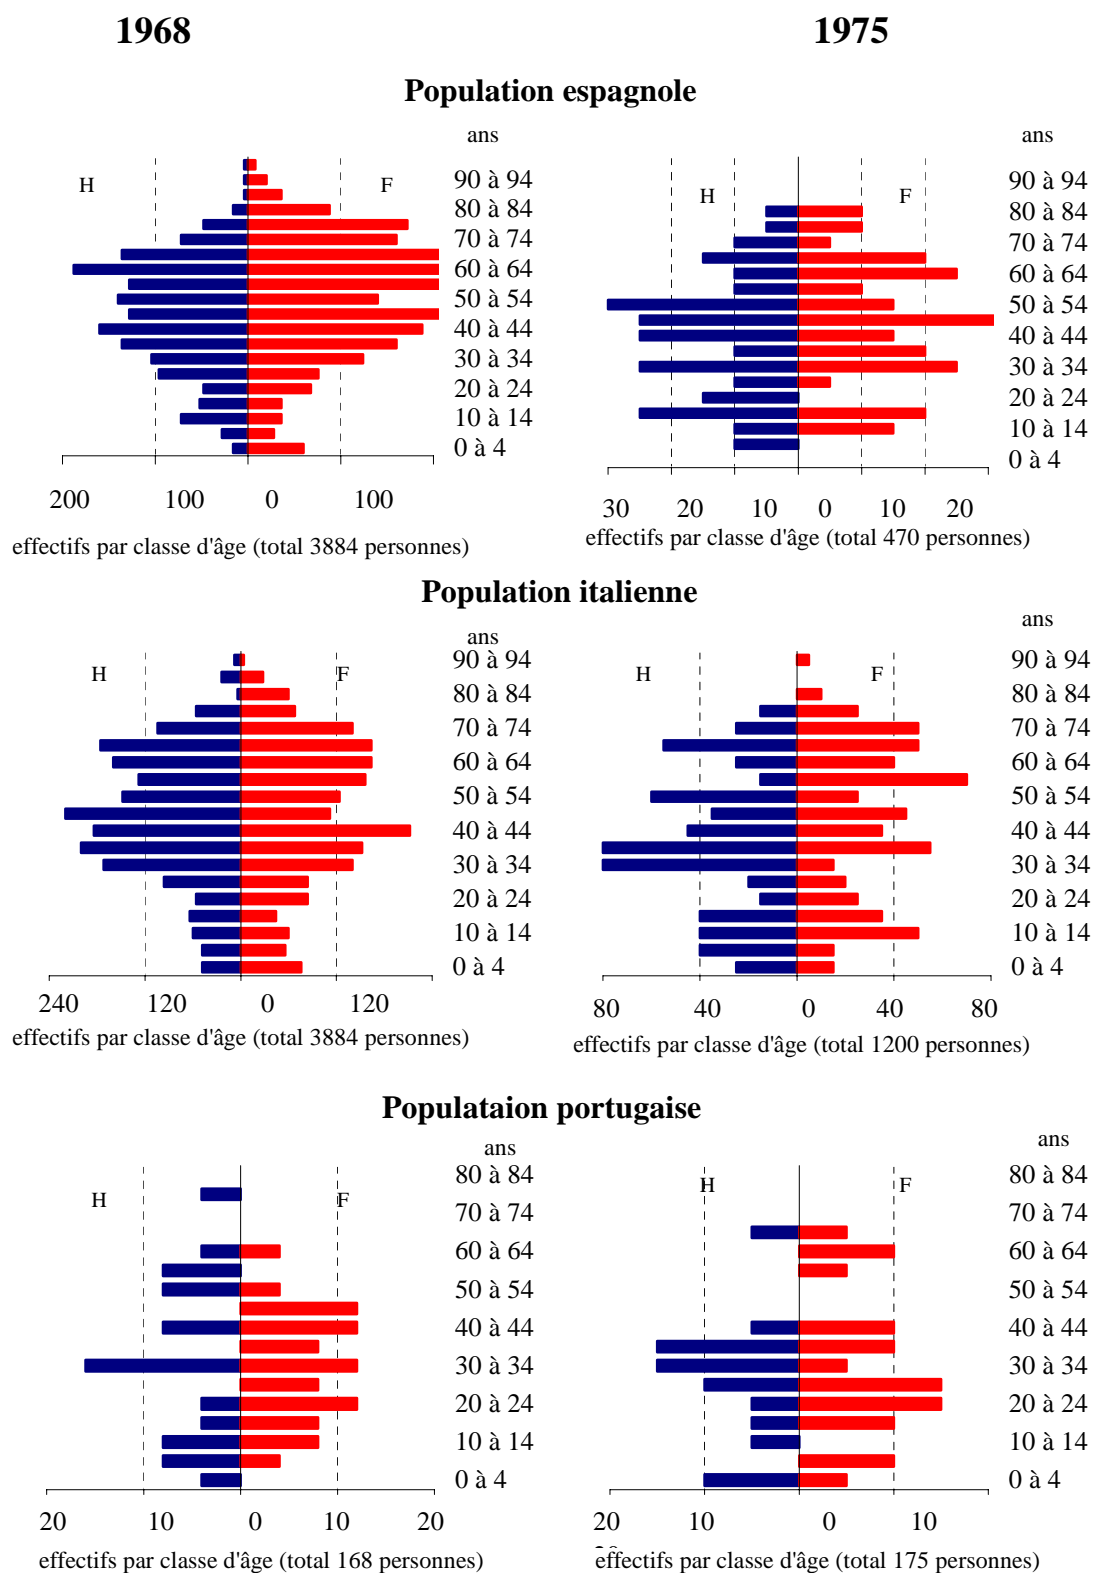 1968 1975
Population espagnole
ans ans
H F 90 à 94 H F 90 à 94
80 à 84 80 à 84
70 à 74 70 à 74
60 à 64 60 à 64
50 à 54 50 à 54
40 à 44 40 à 44
30 à 34 30 à 34
20 à 24 20 à 24
10 à 14 10 à 14
0 à 4 0 à 4
200 100 0 100 30 20 10 0 10 20
effectifs par classe d'âge (total 3884 personnes) effectifs par classe d'âge (total 470 personnes)
Population italienne
ans ans
90 à 94 90 à 94
H F 80 à 84 H F 80 à 84
70 à 74 70 à 74
60 à 64 60 à 64
50 à 54 50 à 54
40 à 44 40 à 44
30 à 34 30 à 34
20 à 24 20 à 24
10 à 14 10 à 14
0 à 4 0 à 4
240 120 0 120 80 40 0 40 80
effectifs par classe d'âge (total 3884 personnes) effectifs par classe d'âge (total 1200 personnes)
Populataion portugaise
ans ans
80 à 84 80 à 84
H F 70 à 74 H F 70 à 74
60 à 64 60 à 64
50 à 54 50 à 54
40 à 44 40 à 44
30 à 34 30 à 34
20 à 24 20 à 24
10 à 14 10 à 14
0 à 4 0 à 4
20 10 0 10 20 20 10 0 10
effectifs par classe d'âge (total 168 personnes) effectifs par classe d'âge (total 175 personnes)